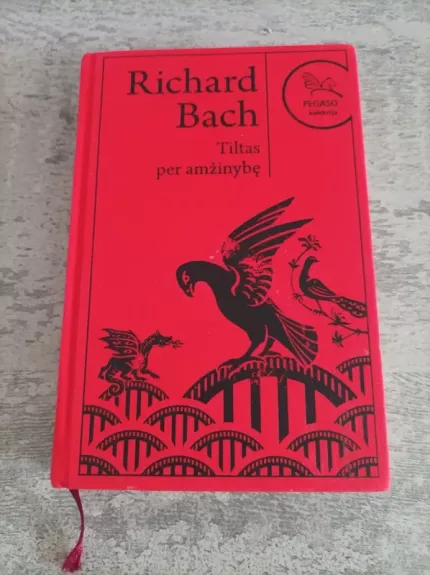 Richard
Bach
Tiltas
per amžinybę
PEGASO
kolekcija